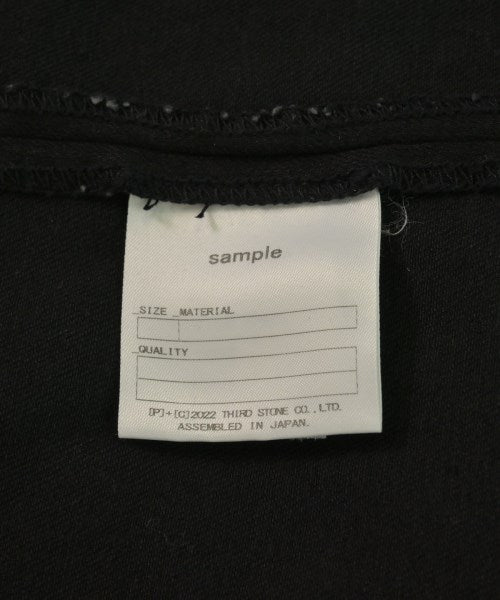 sample
_SIZE _MATERIAL
_QUALITY
[P]+[C]2022 THIRD STONE CO.,LTD.
ASSEMBLED IN JAPAN.